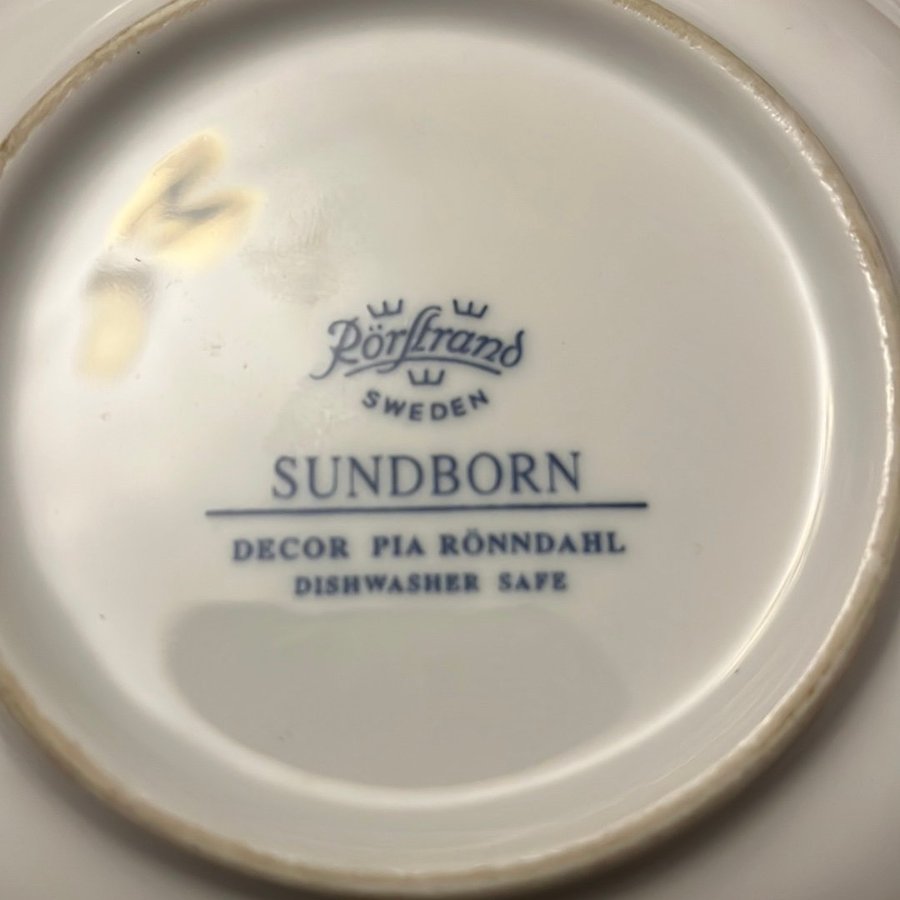 Rörstrand
SWEDEN
SUNDBORN
DECOR PIA RÖNNDAHL
DISHWASHER SAFE